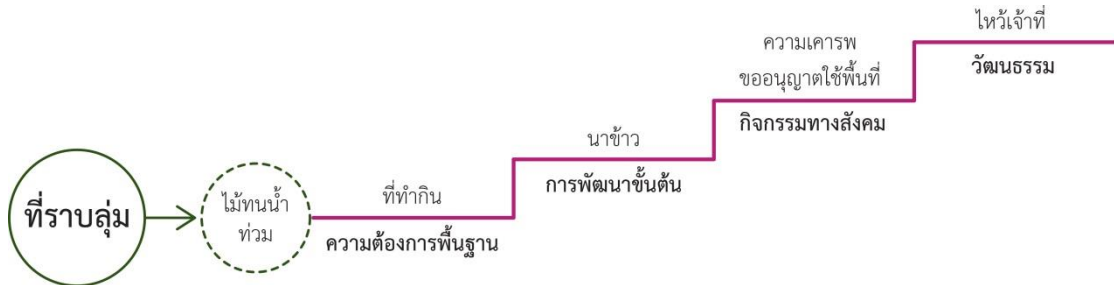 ที่ราบลุ่ม
ไม้ทนน้ำ
ท่วม
ที่ทำกิน
ความต้องการพื้นฐาน
นาข้าว
การพัฒนาขั้นต้น
ความเคารพ
ขออนุญาตใช้พื้นที่
กิจกรรมทางสังคม
ไหว้เจ้าที่
วัฒนธรรม